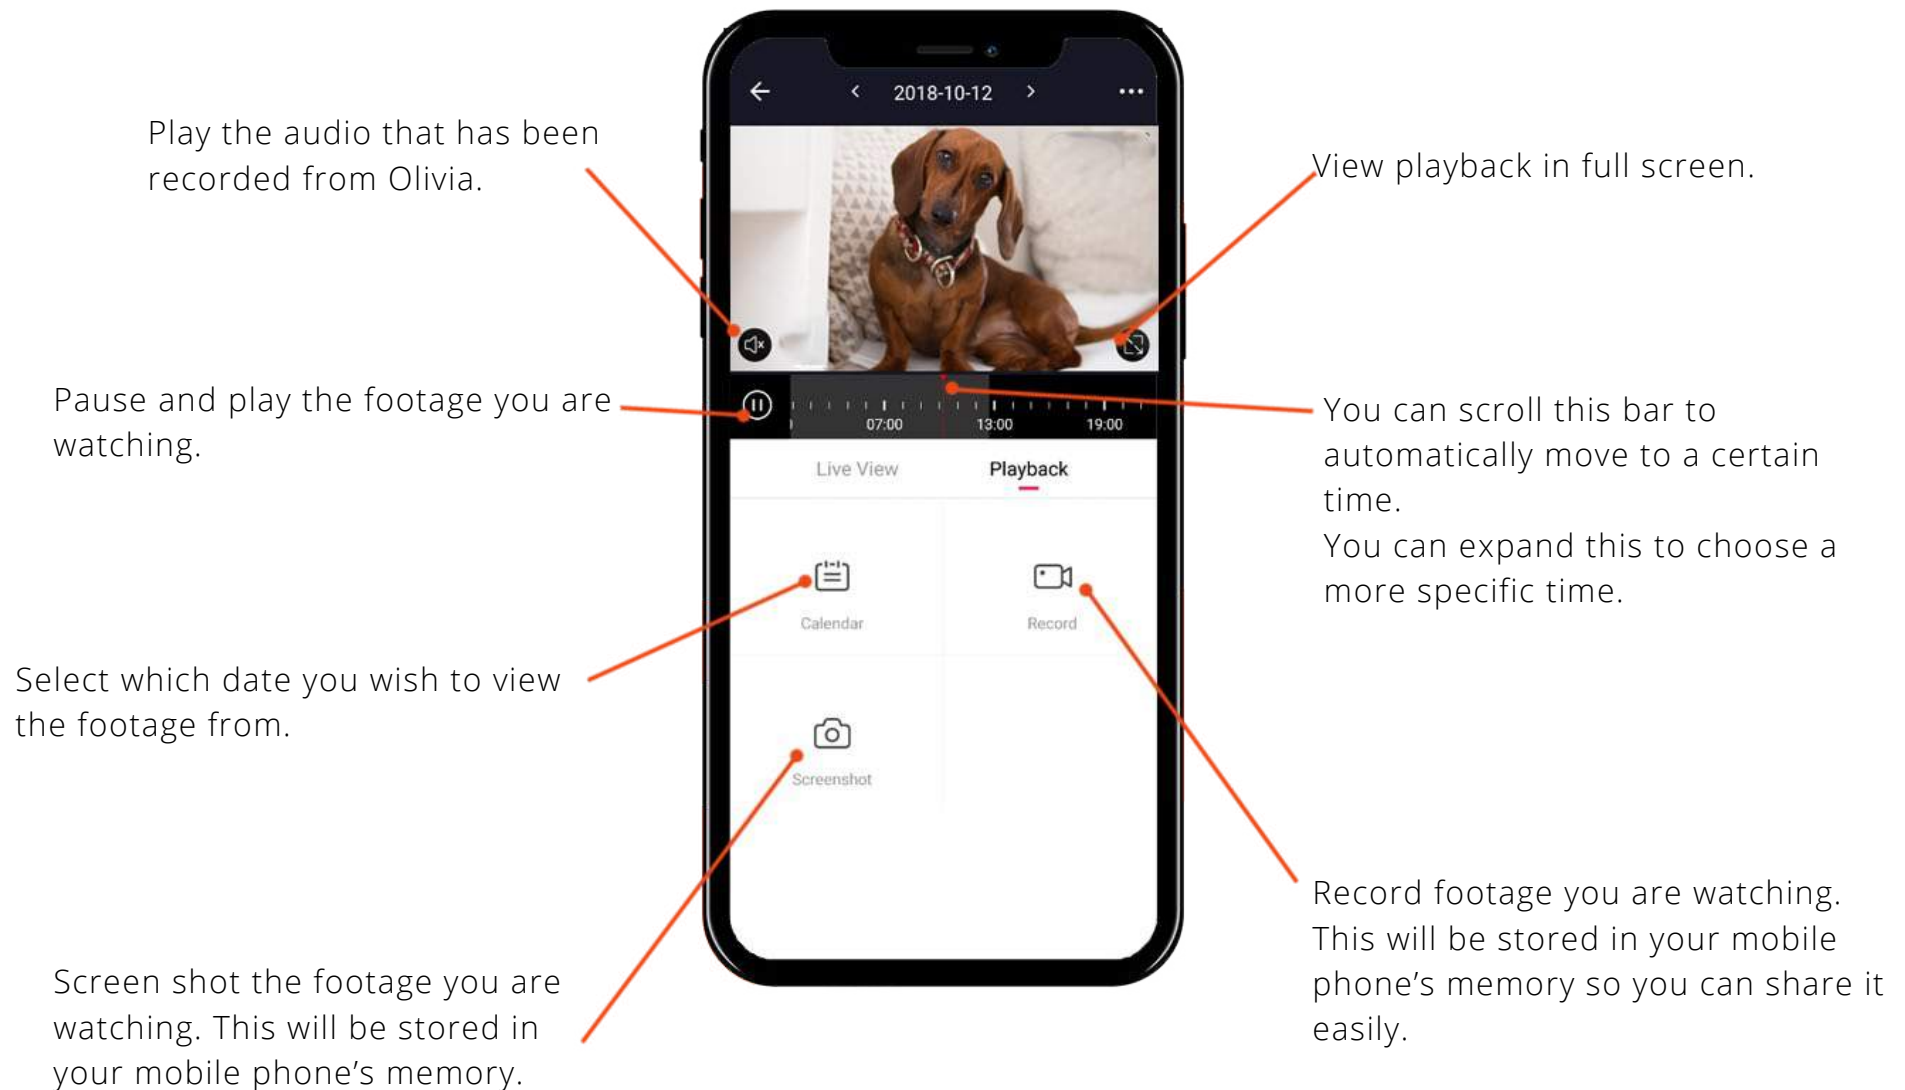 2018-10-12
Play the audio that has been
recorded from Olivia.
View playback in full screen.
Pause and play the footage you are
watching.
07:00 13:00 19:00
You can scroll this bar to
automatically move to a certain
time.
You can expand this to choose a
more specific time.
Live View Playback
Calendar Record
Select which date you wish to view
the footage from.
Screenshot
Record footage you are watching.
This will be stored in your mobile
phone’s memory so you can share it
easily.
Screen shot the footage you are
watching. This will be stored in
your mobile phone’s memory.